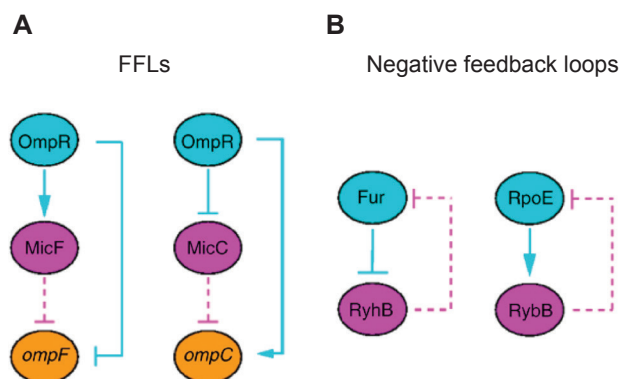 A
B
FFLs
Negative feedback loops
OmpR
OmpR
MicF
MicC
ompF
ompC
Fur
RpoE
RyhB
RybB